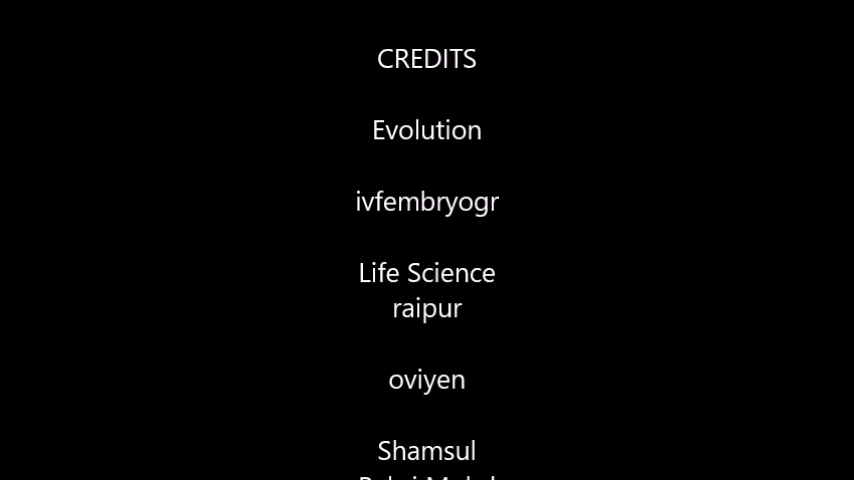 CREDITS
Evolution
ivfembryogr
Life Science
raipur
oviyen
Shamsul